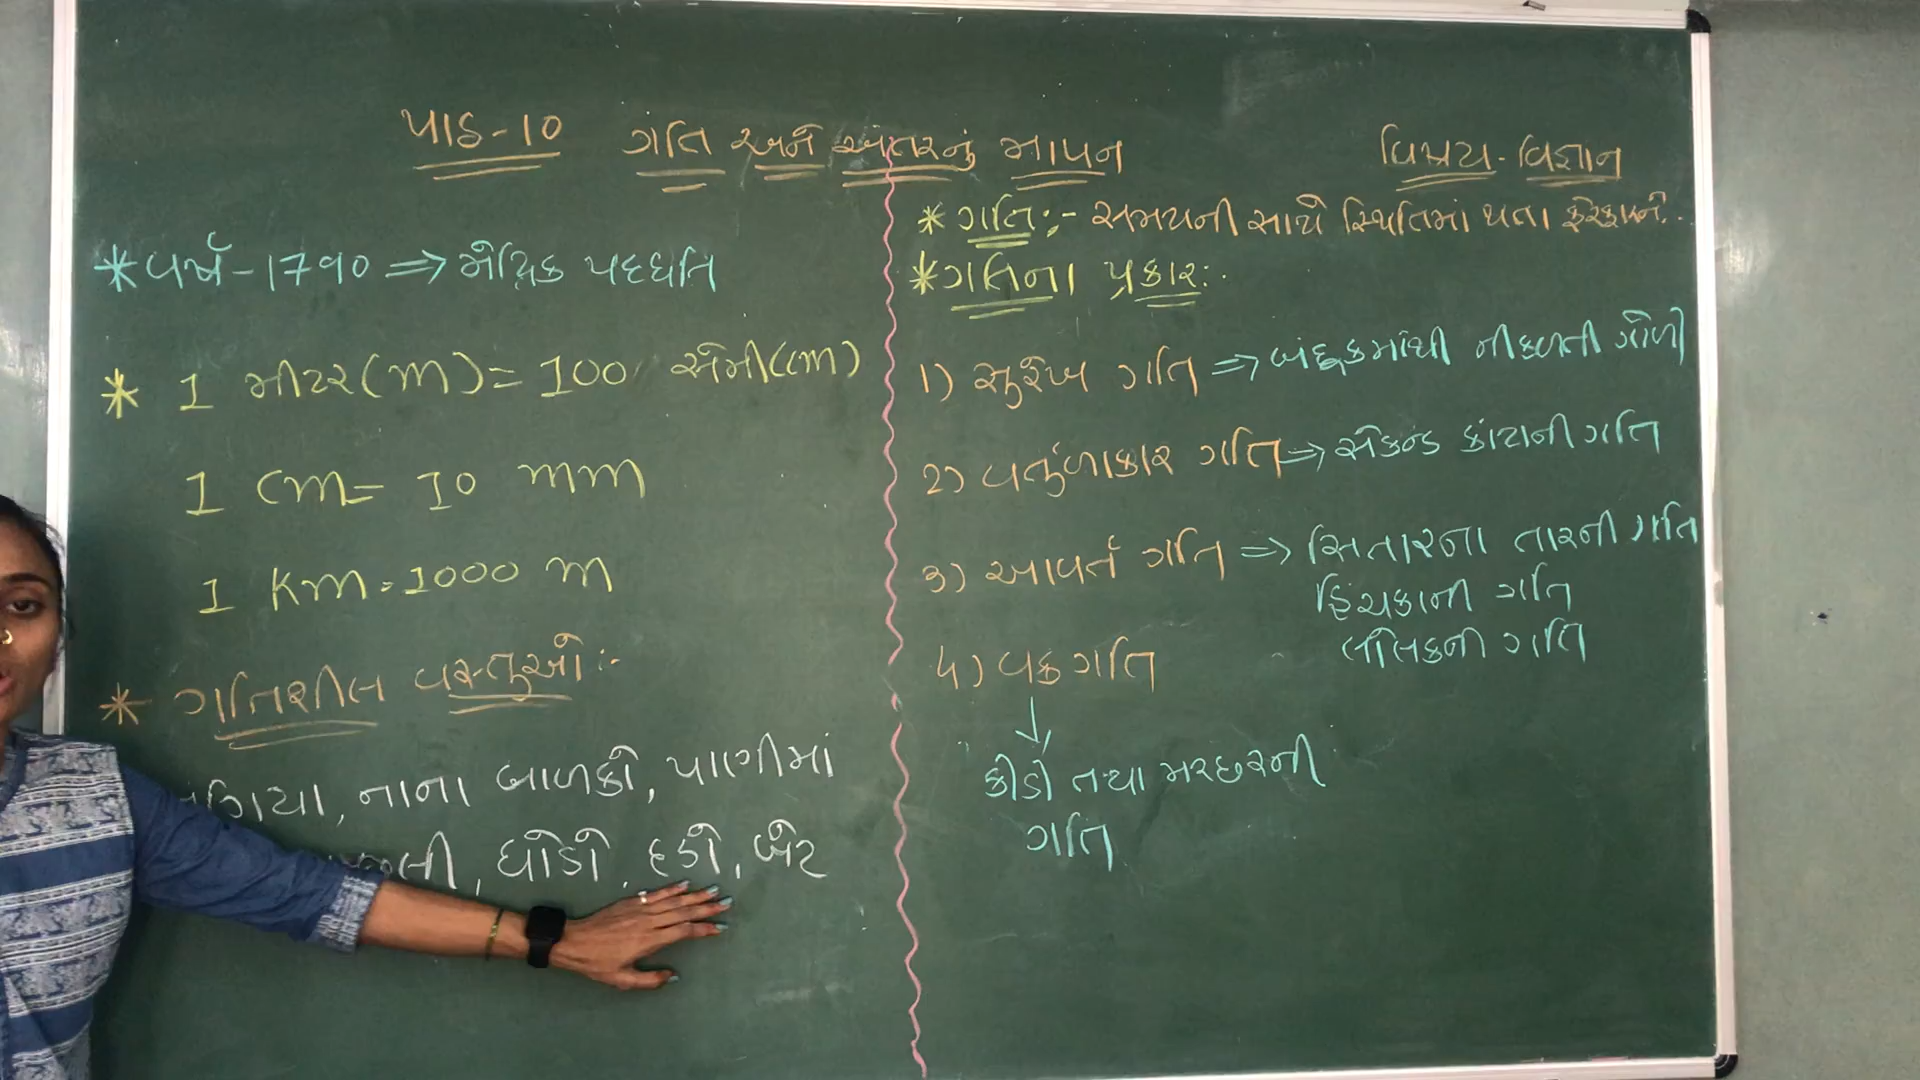 પાઠ-10 ગતિ અને અંતરનું માપન
વિષય - વિજ્ઞાન
* વર્ષ - 1790 ⇒ મેટ્રિક પદ્ધતિ
* 1 મીટર(m) = 100 સેમી(cm)
1 cm = 10 mm
1 Km = 1000 m
* ગતિશીલ વસ્તુઓ :-
નાના બાળકો, પાણીમાં
ઘોડો, દડો, બેટ
* ગતિ :- સમયની સાથે સ્થિતિમાં થતા ફેરફારને.
* ગતિના પ્રકાર :-
1) સુરેખ ગતિ ⇒ બંદૂકમાંથી નીકળતી ગોળી
2) વર્તુળાકાર ગતિ ⇒ સેકન્ડ કાંટાની ગતિ
3) આવર્ત ગતિ ⇒ સિતારના તારની ગતિ
હિંચકાની ગતિ
લોલકની ગતિ
4) વક્રગતિ
↓
કીડી તથા મચ્છરની
ગતિ